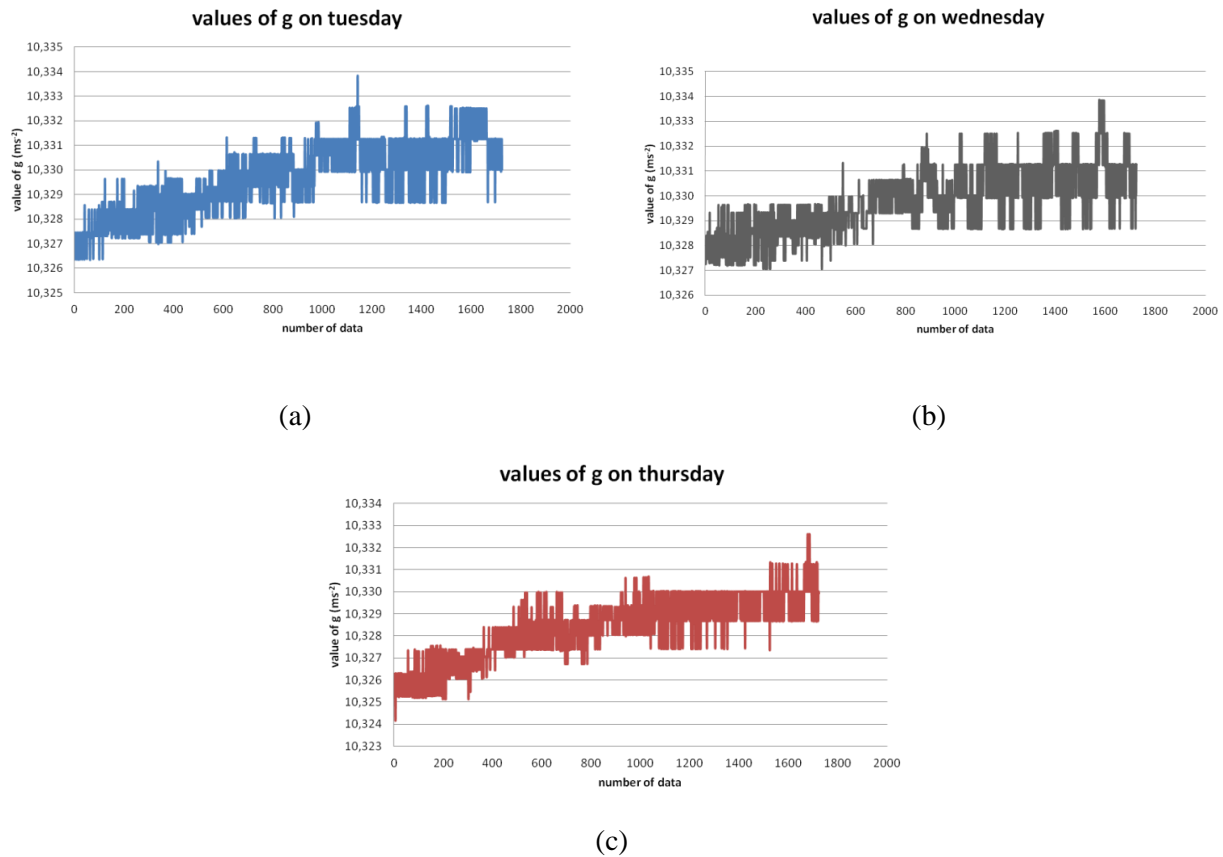 values of g on tuesday
10,335
10,334
10,333
10,332
10,331
10,330
10,329
10,328
10,327
10,326
10,325
value of g (ms-2)
0 200 400 600 800 1000 1200 1400 1600 1800 2000
number of data
(a)
values of g on wednesday
10,335
10,334
10,333
10,332
10,331
10,330
10,329
10,328
10,327
10,326
value of g (ms-2)
0 200 400 600 800 1000 1200 1400 1600 1800 2000
number of data
(b)
values of g on thursday
10,334
10,333
10,332
10,331
10,330
10,329
10,328
10,327
10,326
10,325
10,324
10,323
value of g (ms-2)
0 200 400 600 800 1000 1200 1400 1600 1800 2000
number of data
(c)